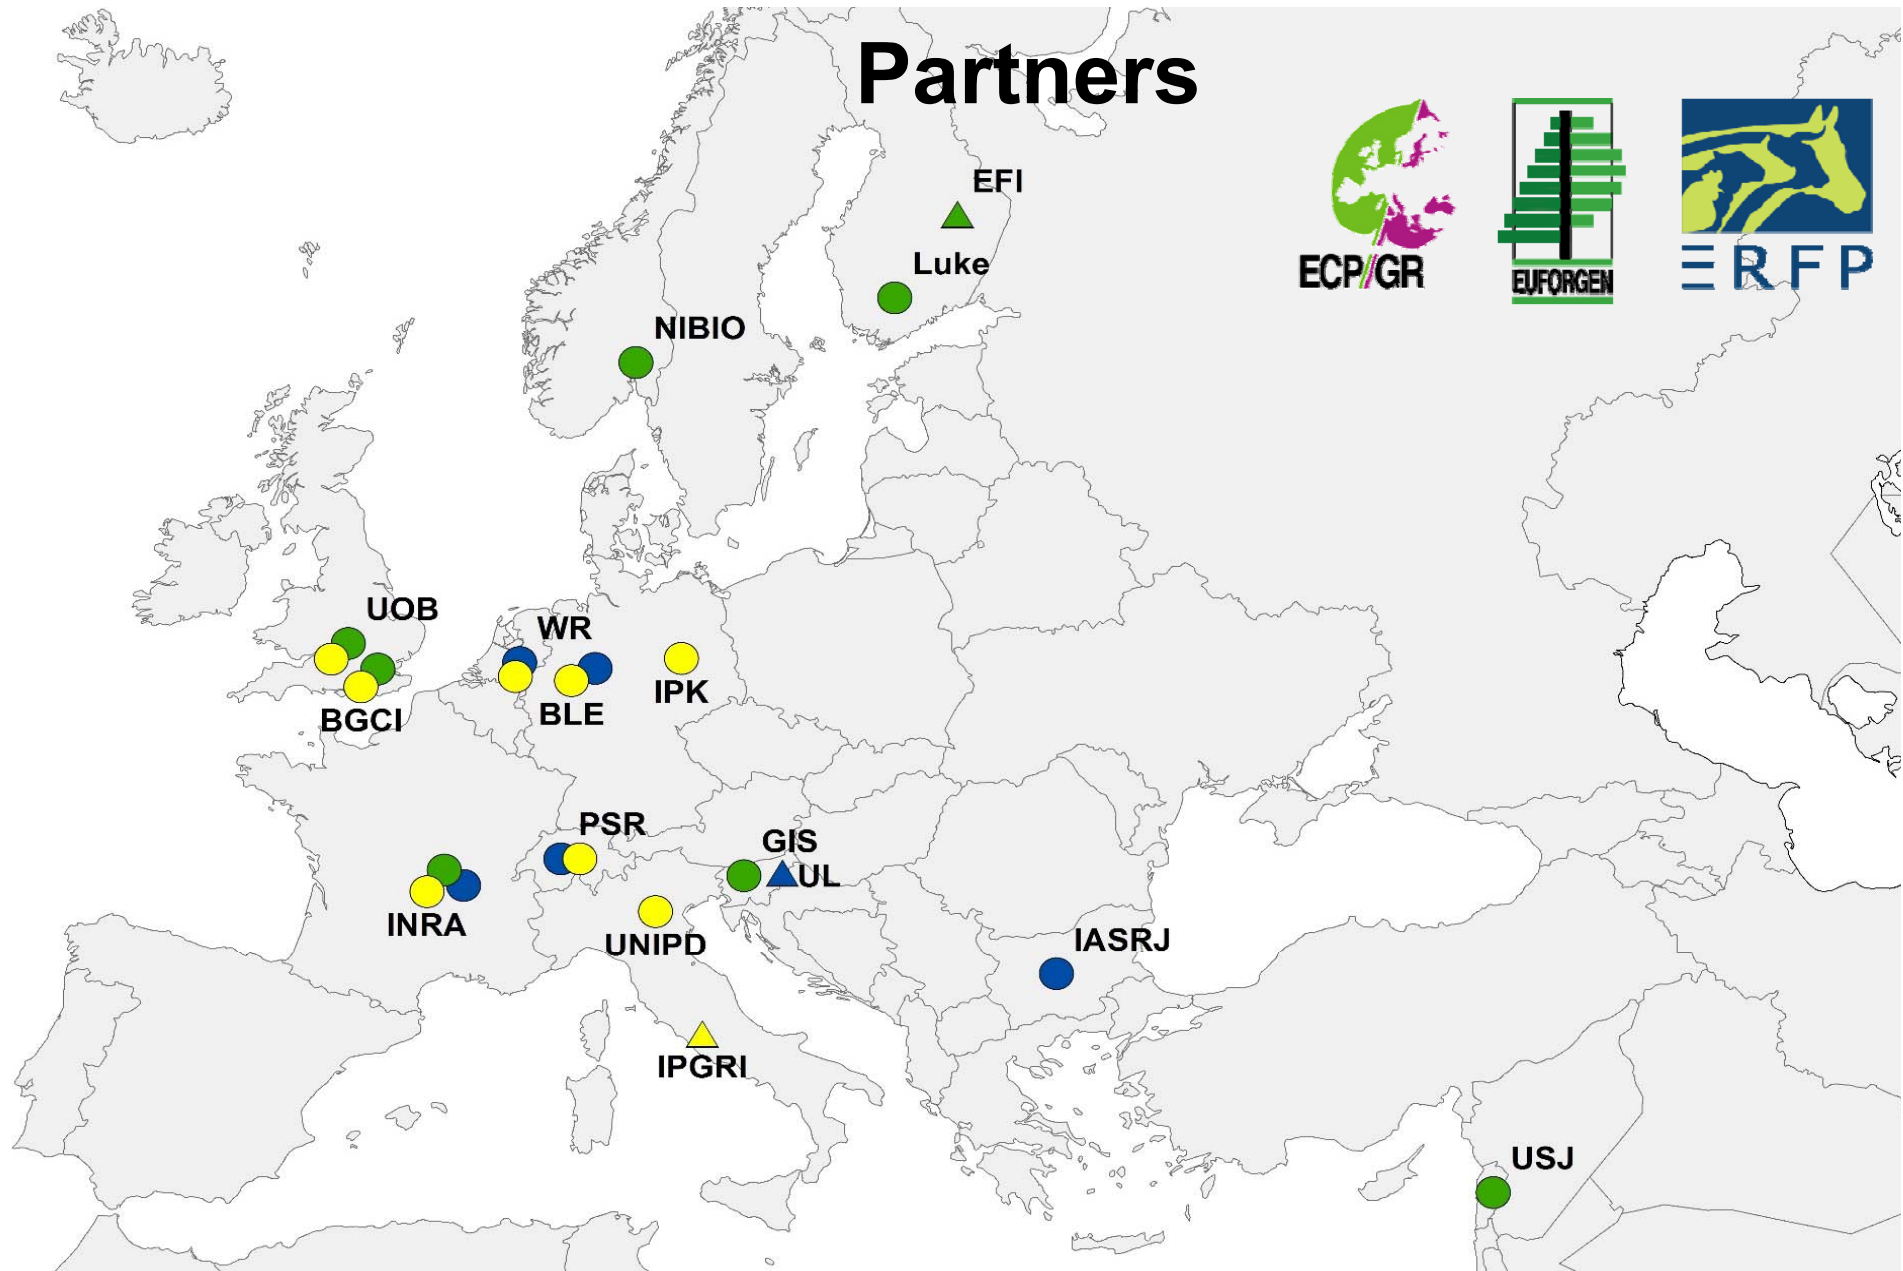 Partners
ECP/GR
EUFORGEN
ERFP
EFI
Luke
NIBIO
UOB
BGCI
WR
BLE
IPK
PSR
GIS
UL
INRA
UNIPD
IASRJ
IPGRI
USJ